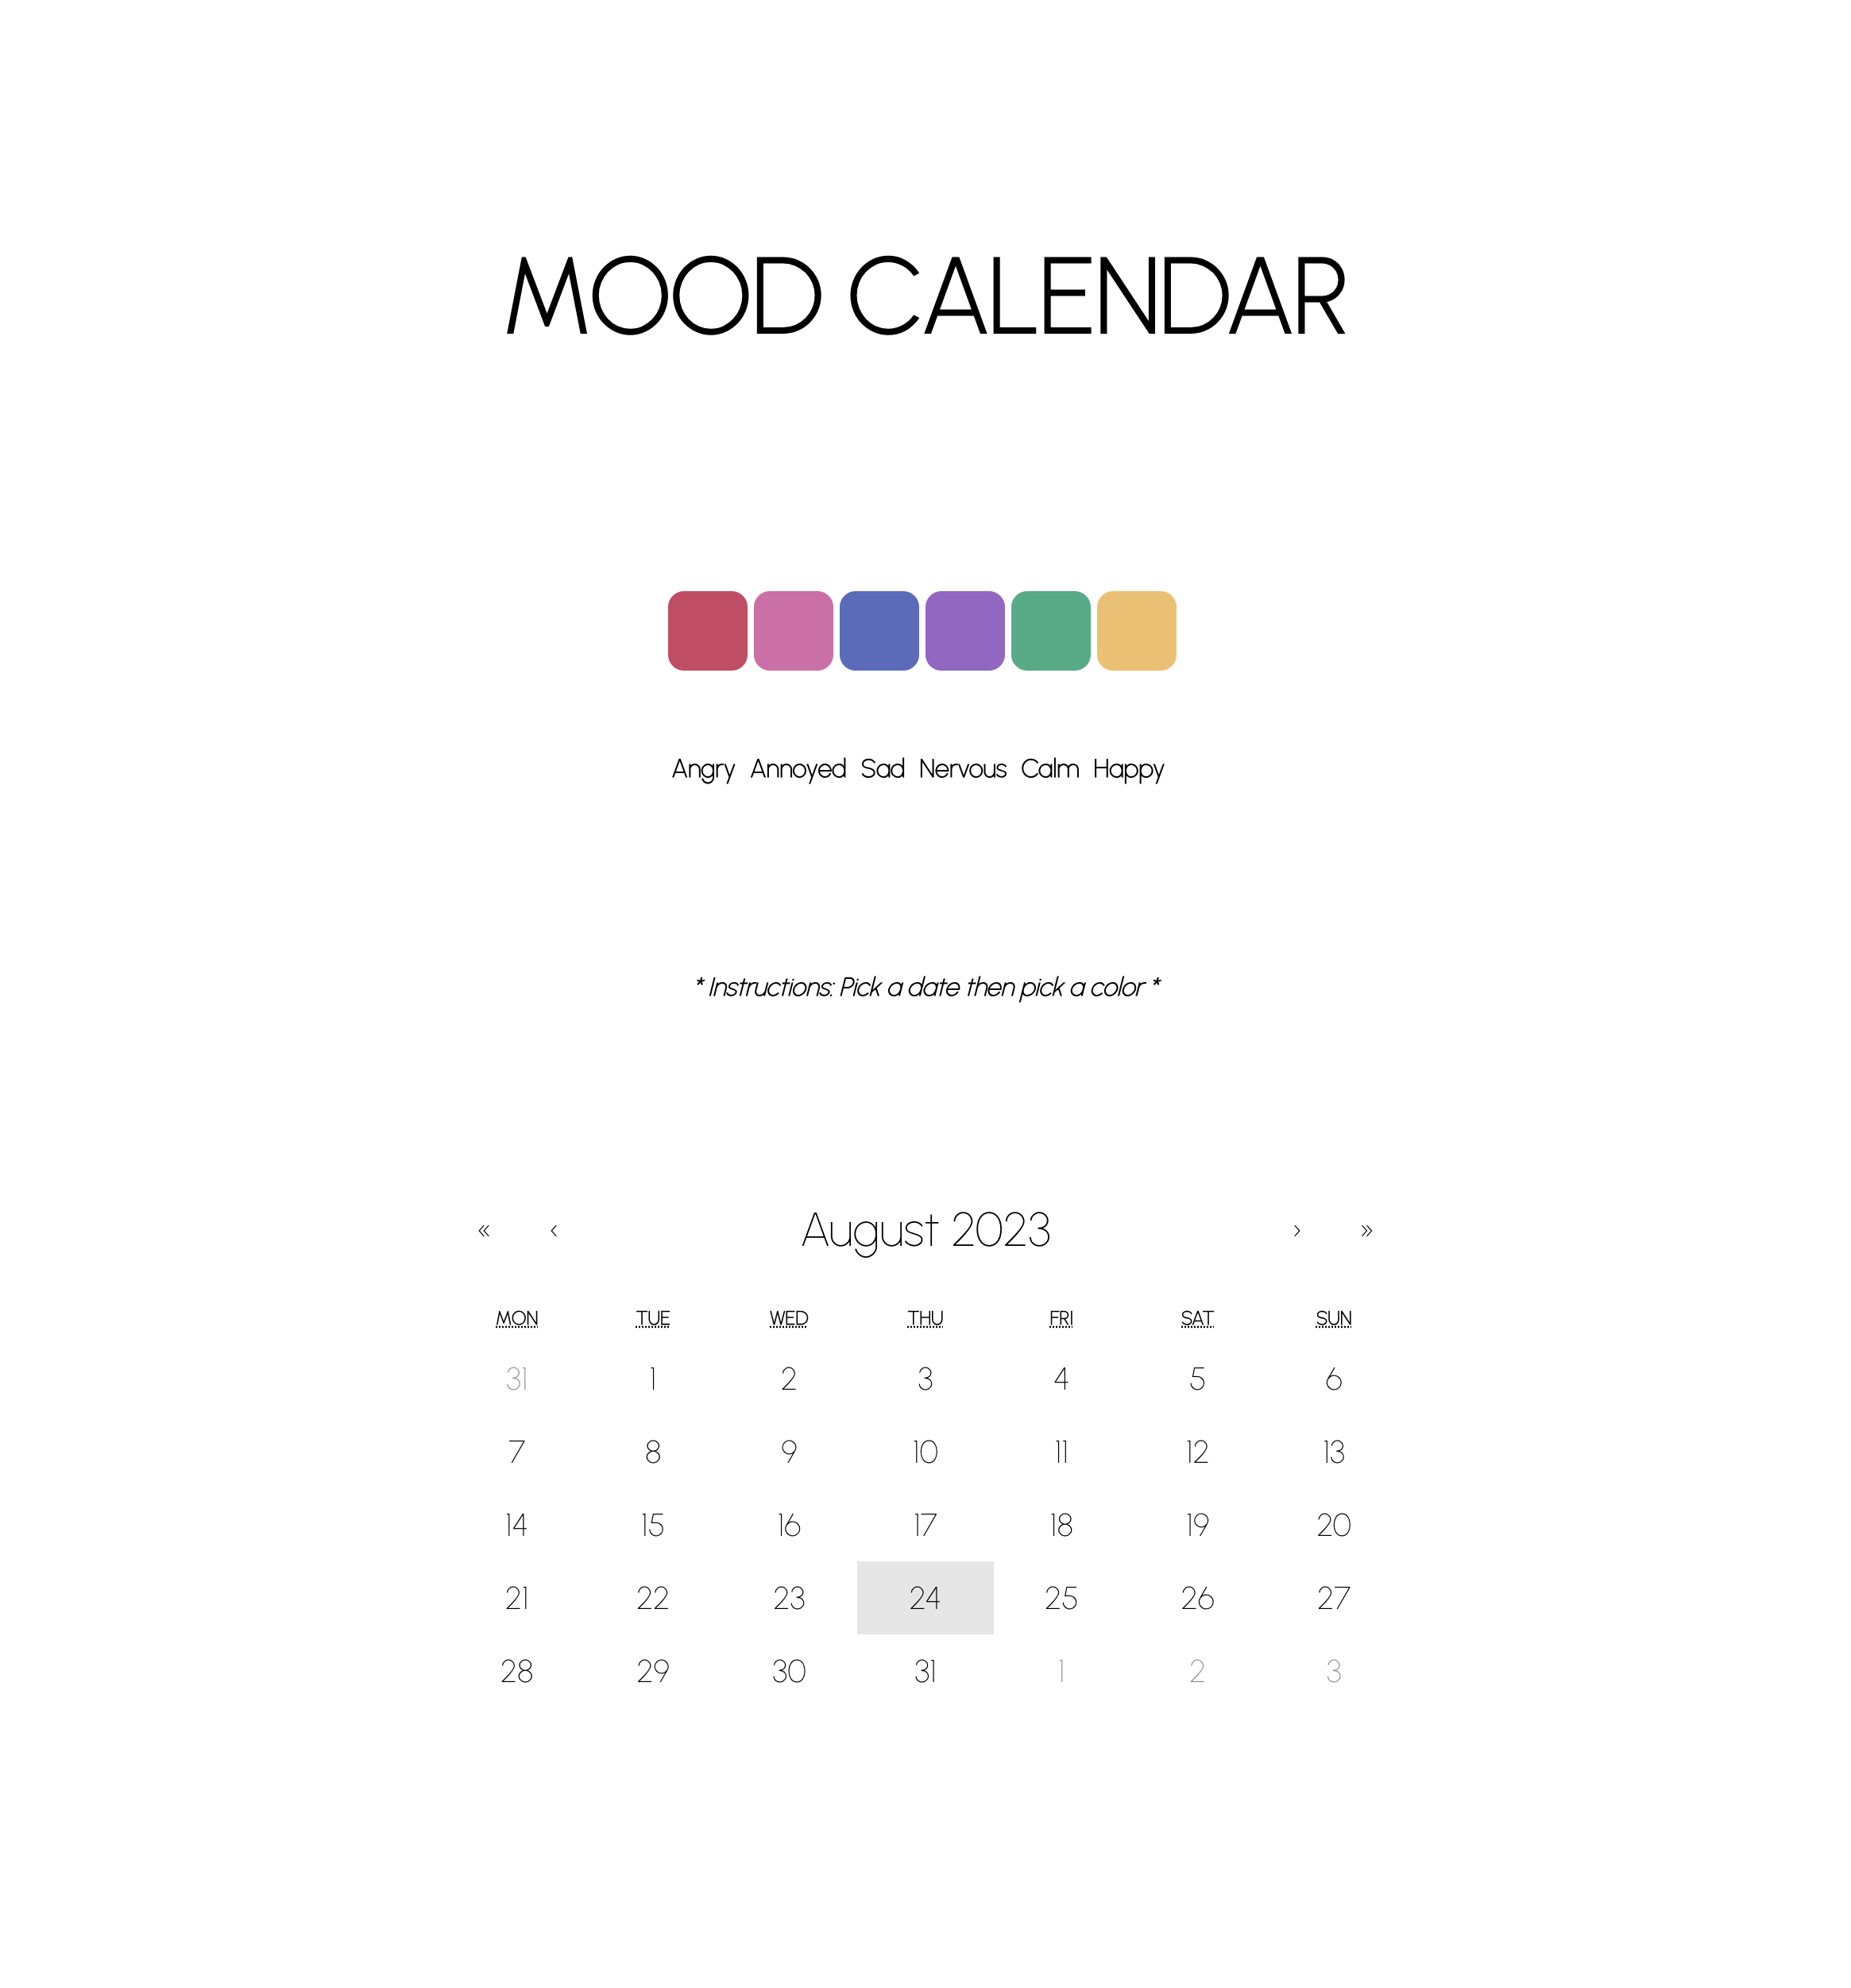 MOOD CALENDAR
Angry Annoyed Sad Nervous Calm Happy
* Instructions: Pick a date then pick a color *
« ‹ August 2023 › »
MON TUE WED THU FRI SAT SUN
31 1 2 3 4 5 6
7 8 9 10 11 12 13
14 15 16 17 18 19 20
21 22 23 24 25 26 27
28 29 30 31 1 2 3